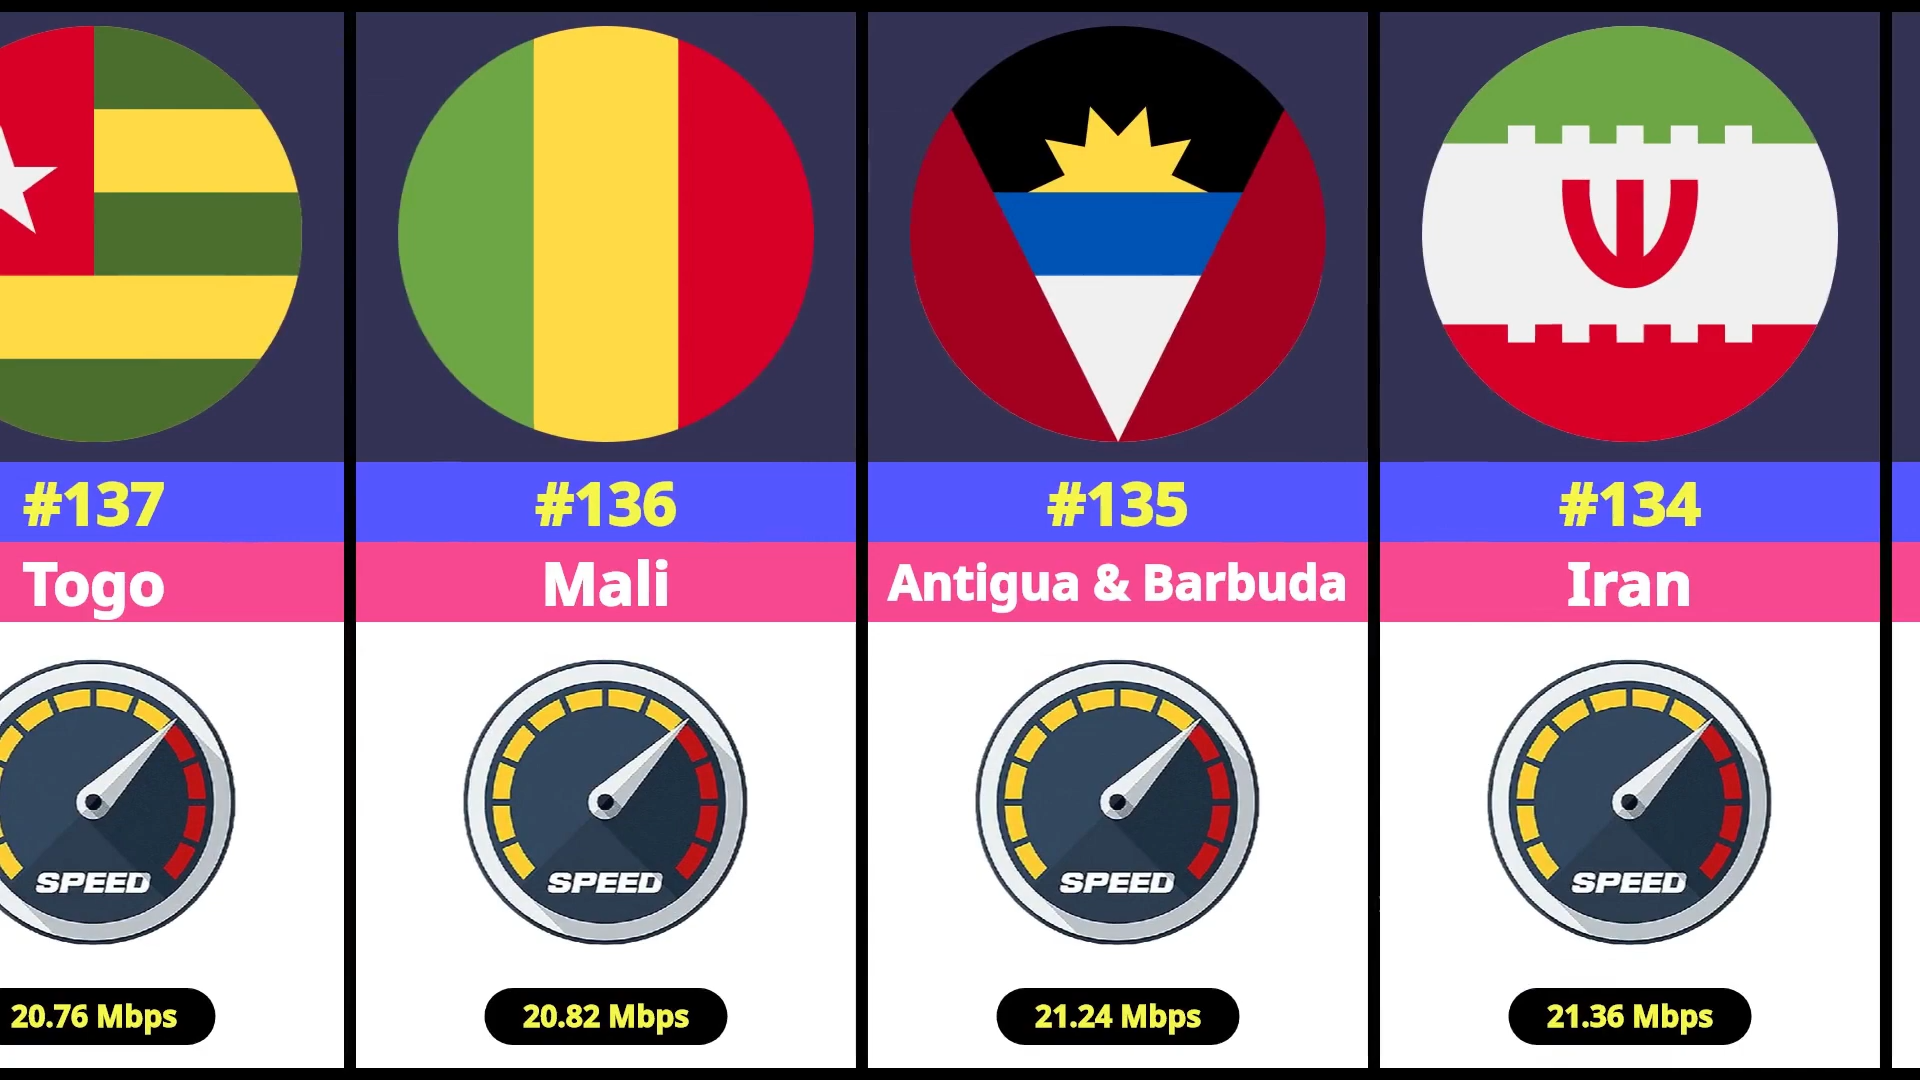 #137
Togo
SPEED
20.76 Mbps
#136
Mali
SPEED
20.82 Mbps
#135
Antigua & Barbuda
SPEED
21.24 Mbps
#134
Iran
SPEED
21.36 Mbps